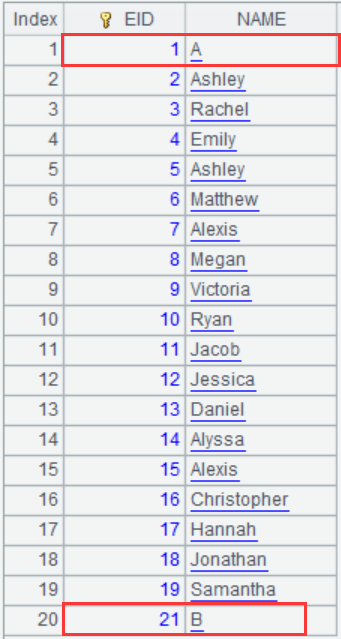 Index EID NAME
1 1 A
2 2 Ashley
3 3 Rachel
4 4 Emily
5 5 Ashley
6 6 Matthew
7 7 Alexis
8 8 Megan
9 9 Victoria
10 10 Ryan
11 11 Jacob
12 12 Jessica
13 13 Daniel
14 14 Alyssa
15 15 Alexis
16 16 Christopher
17 17 Hannah
18 18 Jonathan
19 19 Samantha
20 21 B